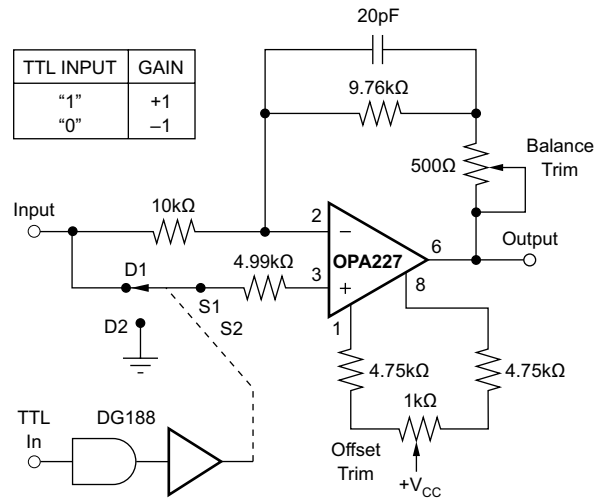 20pF
TTL INPUT GAIN
“1” +1
“0” –1
9.76kΩ
500Ω
Balance
Trim
Input
10kΩ
2
6
Output
OPA227
D1
4.99kΩ
3
8
S1
1
D2
S2
4.75kΩ
4.75kΩ
TTL
In
DG188
1kΩ
Offset
Trim
+VCC